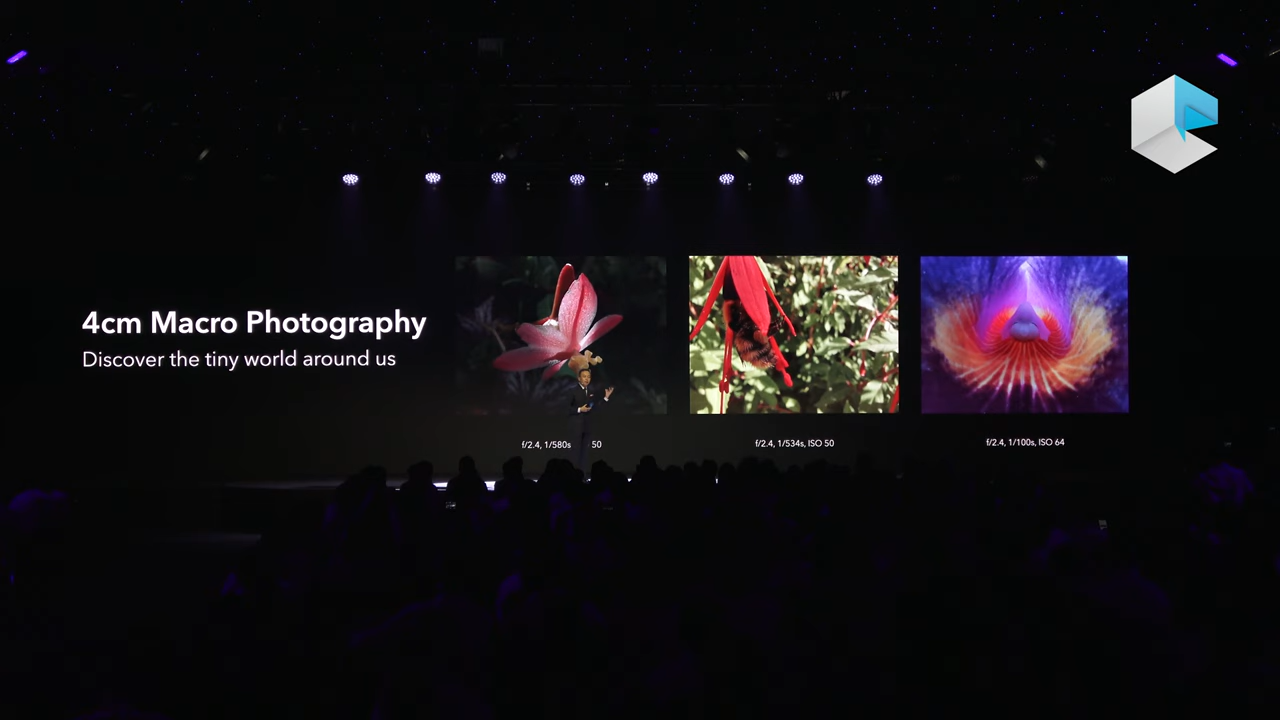 4cm Macro Photography
Discover the tiny world around us
f/2.4, 1/580s 50
f/2.4, 1/534s, ISO 50
f/2.4, 1/100s, ISO 64